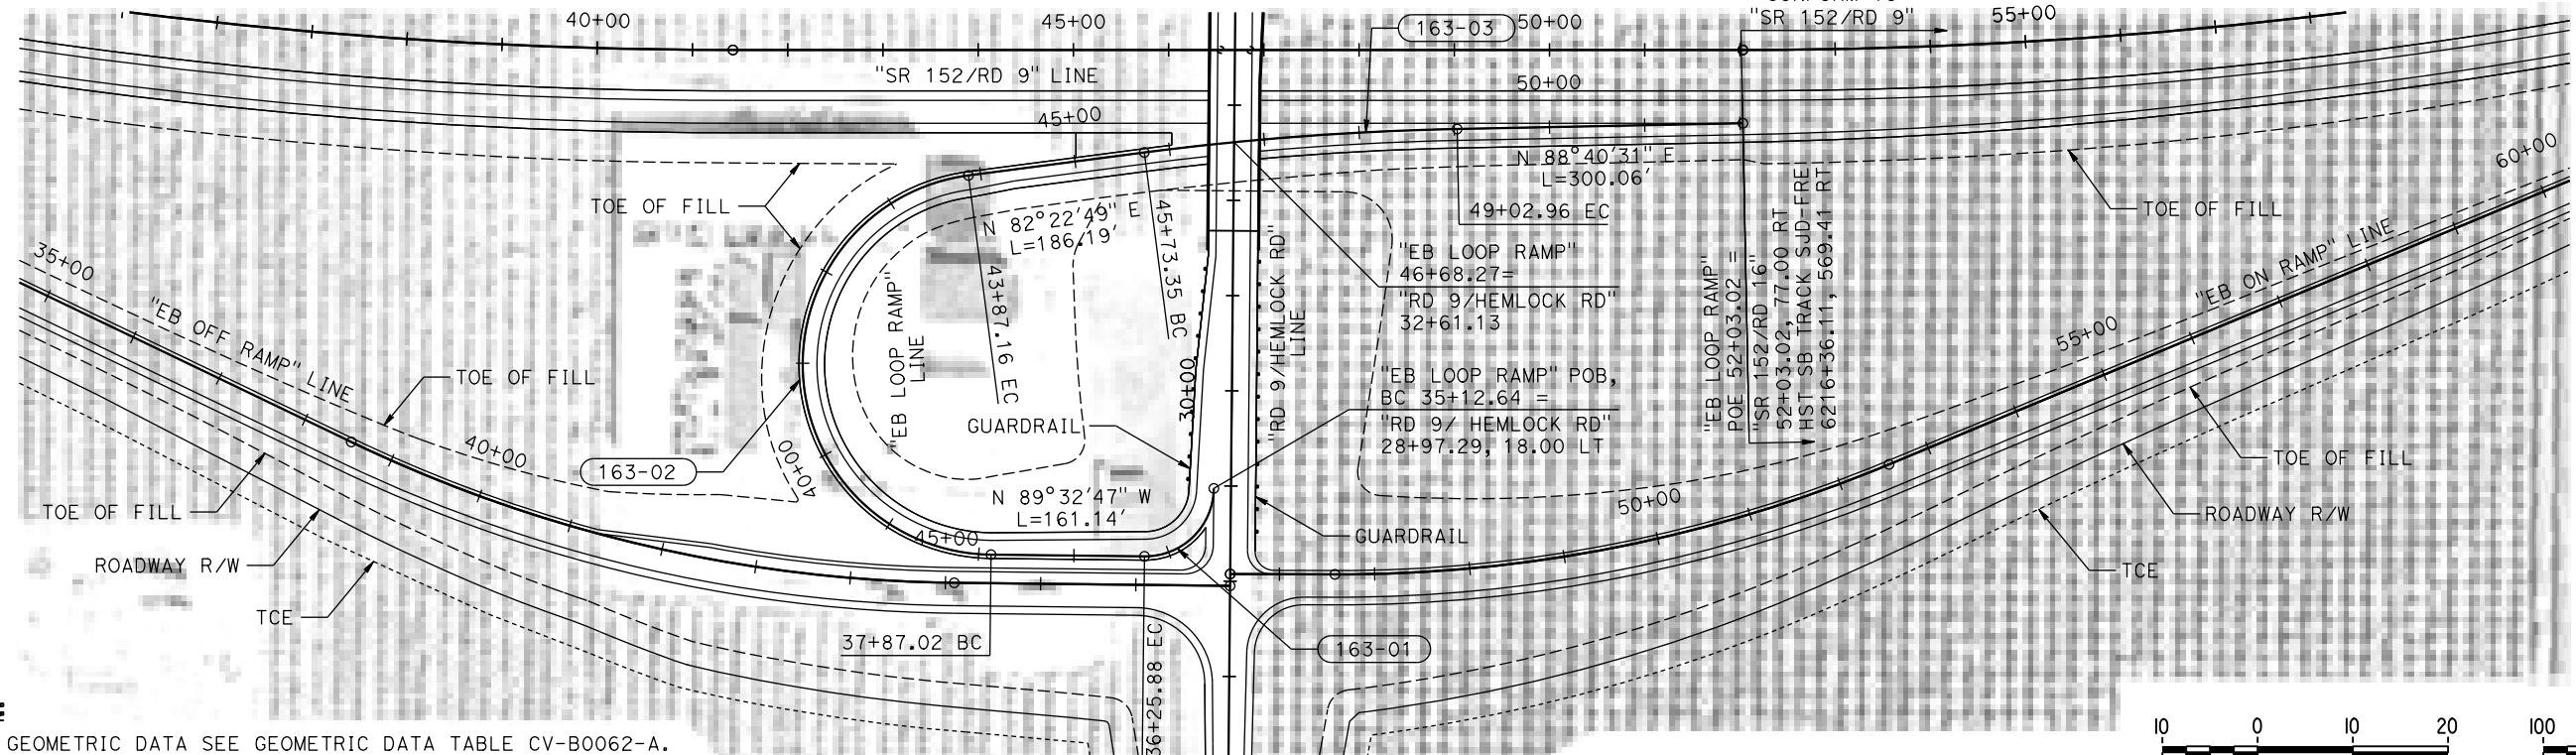 40+00
45+00
163-03
50+00
"SR 152/RD 9"
55+00
"SR 152/RD 9" LINE
50+00
45+00
N 88°40'31" E
L=300.06'
60+00
TOE OF FILL
TOE OF FILL
TOE OF FILL
N 82°22'49" E
L=186.19'
45+73.35 BC
43+87.16 EC
49+02.96 EC
"EB LOOP RAMP"
46+68.27=
"RD 9/HEMLOCK RD"
32+61.13
"EB LOOP RAMP"
POE 52+03.02 =
"SR 152/RD 16"
52+03.02, 77.00 RT
HST SB TRACK SJD-FRE
6216+36.11, 569.41 RT
35+00
"EB OFF RAMP" LINE
"EB LOOP RAMP"
LINE
30+00
"RD 9/HEMLOCK RD"
LINE
"EB ON RAMP" LINE
55+00
"EB LOOP RAMP" POB,
BC 35+12.64 =
"RD 9/ HEMLOCK RD"
28+97.29, 18.00 LT
GUARDRAIL
40+00
163-02
40+00
TOE OF FILL
TOE OF FILL
N 89°32'47" W
L=161.14'
50+00
ROADWAY R/W
GUARDRAIL
45+00
ROADWAY R/W
TCE
TCE
37+87.02 BC
36+25.88 EC
163-01
10 0 10 20 100
GEOMETRIC DATA SEE GEOMETRIC DATA TABLE CV-B0062-A.